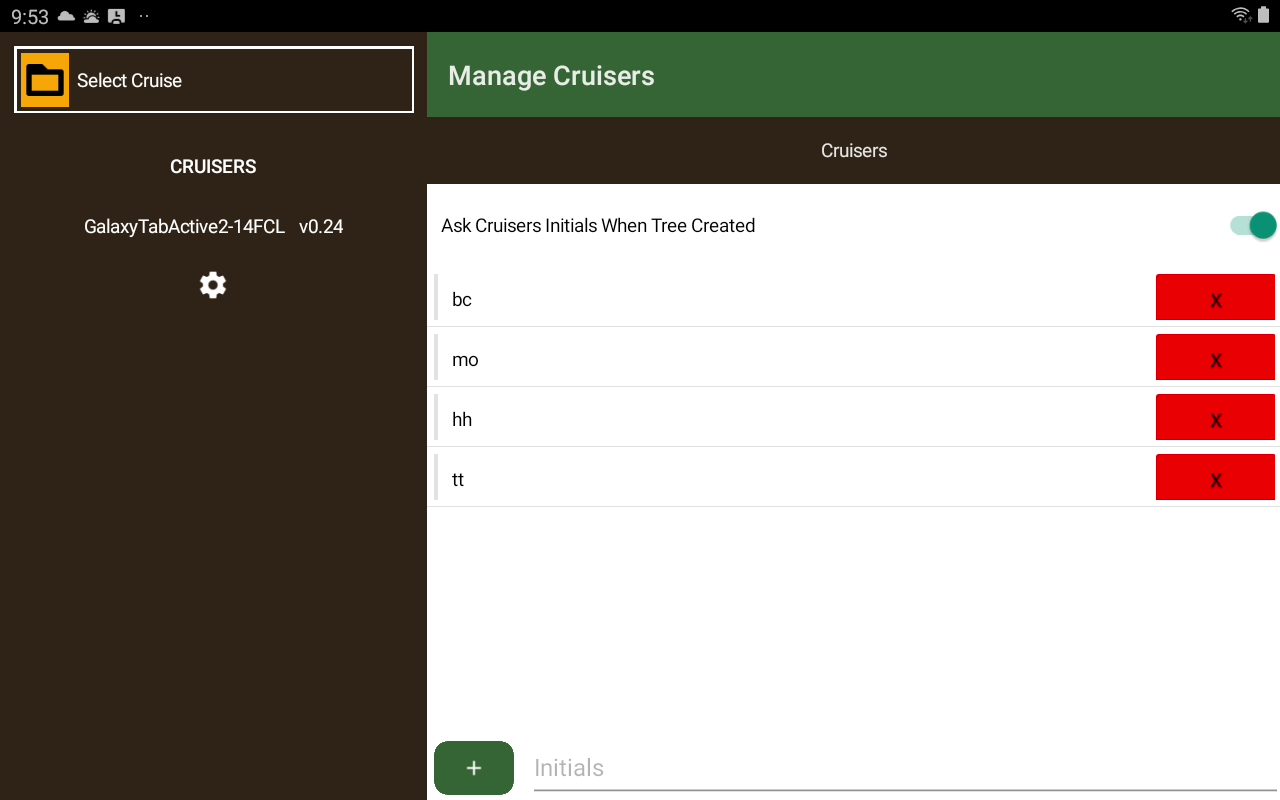 9:53
Select Cruise
CRUISERS
GalaxyTabActive2-14FCL v0.24
Manage Cruisers
Cruisers
Ask Cruisers Initials When Tree Created
bc
X
mo
X
hh
X
tt
X
+
Initials